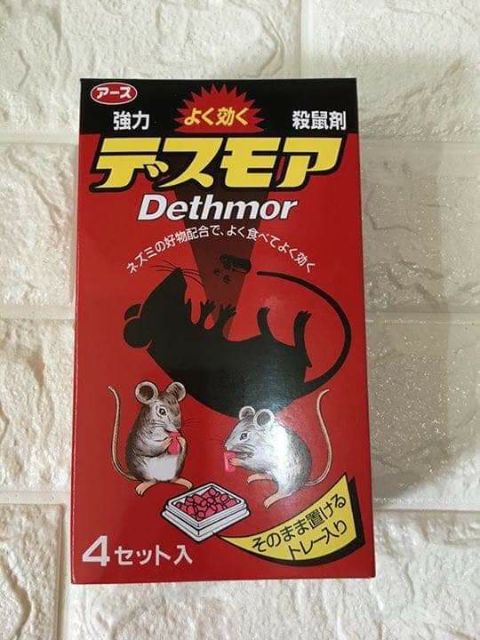 アース
強力
よく効く
殺鼠剤
デスモア
Dethmor
ネズミの好物配合で、よく食べてよく効く
そのまま置ける
トレー入り
4セット入